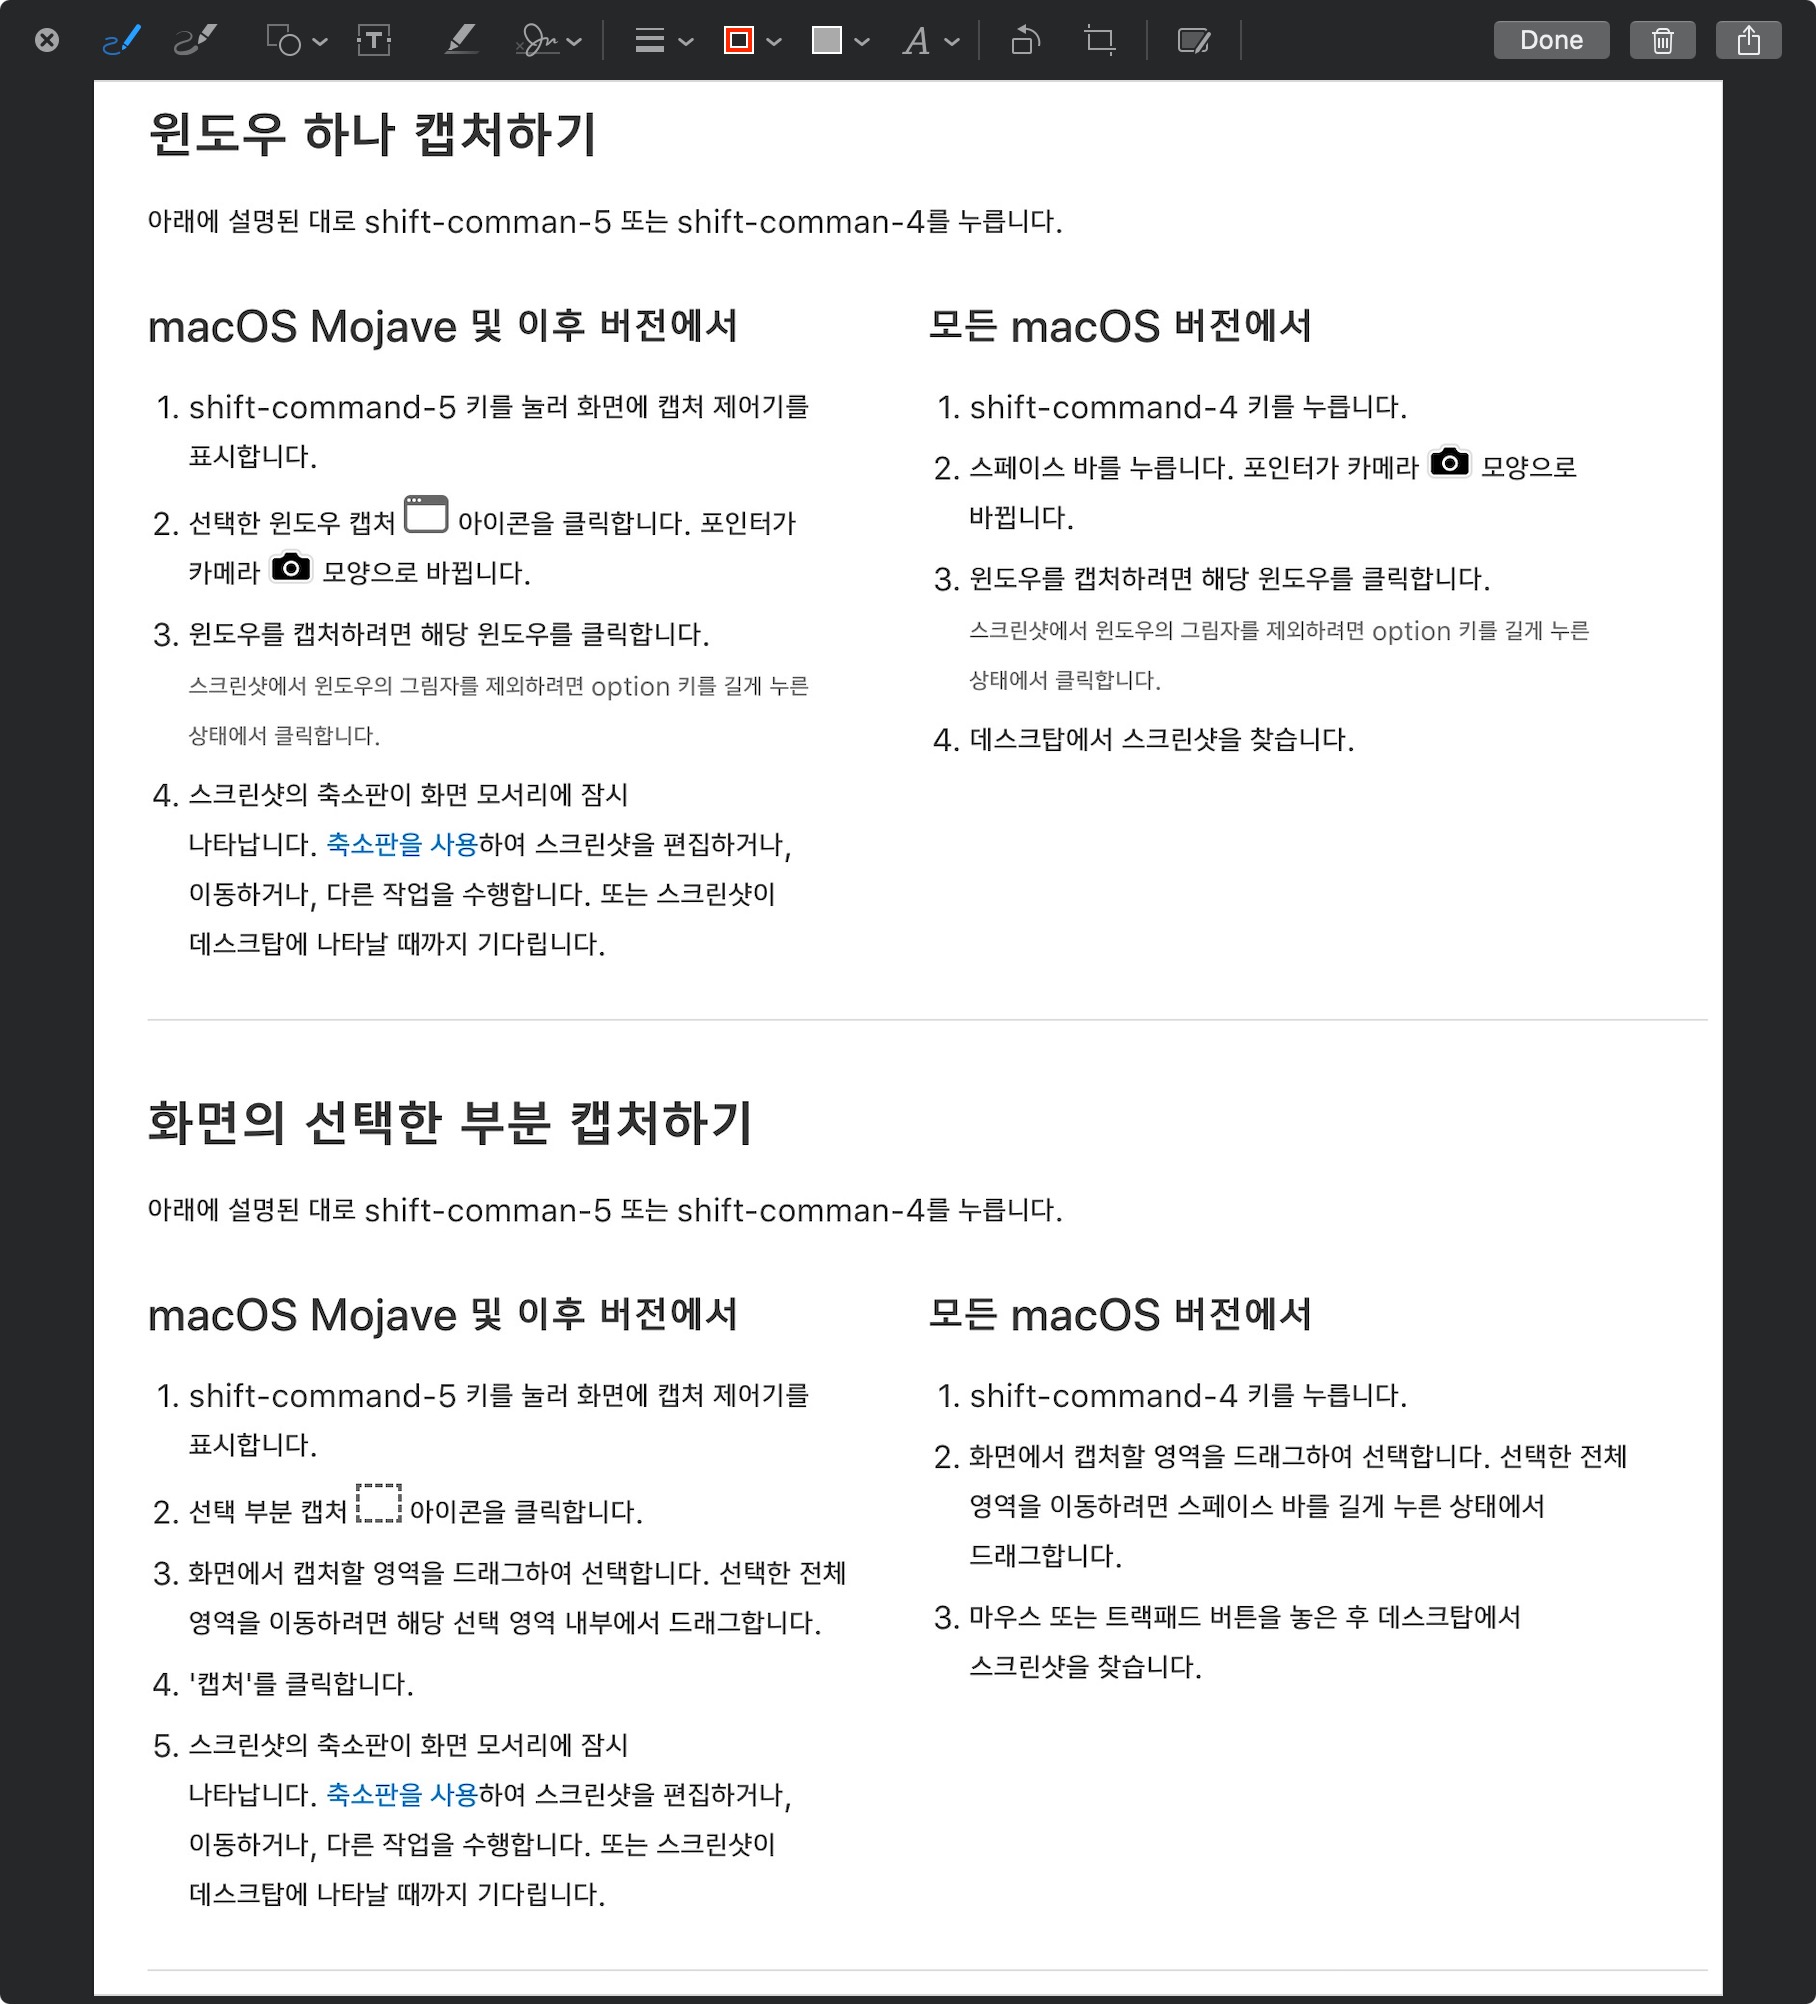 Done
윈도우 하나 캡처하기
아래에 설명된 대로 shift-comman-5 또는 shift-comman-4를 누릅니다.
macOS Mojave 및 이후 버전에서
1. shift-command-5 키를 눌러 화면에 캡처 제어기를
표시합니다.
2. 선택한 윈도우 캡처 아이콘을 클릭합니다. 포인터가
카메라 모양으로 바뀝니다.
3. 윈도우를 캡처하려면 해당 윈도우를 클릭합니다.
스크린샷에서 윈도우의 그림자를 제외하려면 option 키를 길게 누른
상태에서 클릭합니다.
4. 스크린샷의 축소판이 화면 모서리에 잠시
나타납니다. 축소판을 사용하여 스크린샷을 편집하거나,
이동하거나, 다른 작업을 수행합니다. 또는 스크린샷이
데스크탑에 나타날 때까지 기다립니다.
모든 macOS 버전에서
1. shift-command-4 키를 누릅니다.
2. 스페이스 바를 누릅니다. 포인터가 카메라 모양으로
바뀝니다.
3. 윈도우를 캡처하려면 해당 윈도우를 클릭합니다.
스크린샷에서 윈도우의 그림자를 제외하려면 option 키를 길게 누른
상태에서 클릭합니다.
4. 데스크탑에서 스크린샷을 찾습니다.
화면의 선택한 부분 캡처하기
아래에 설명된 대로 shift-comman-5 또는 shift-comman-4를 누릅니다.
macOS Mojave 및 이후 버전에서
1. shift-command-5 키를 눌러 화면에 캡처 제어기를
표시합니다.
2. 선택 부분 캡처 아이콘을 클릭합니다.
3. 화면에서 캡처할 영역을 드래그하여 선택합니다. 선택한 전체
영역을 이동하려면 해당 선택 영역 내부에서 드래그합니다.
4. '캡처'를 클릭합니다.
5. 스크린샷의 축소판이 화면 모서리에 잠시
나타납니다. 축소판을 사용하여 스크린샷을 편집하거나,
이동하거나, 다른 작업을 수행합니다. 또는 스크린샷이
데스크탑에 나타날 때까지 기다립니다.
모든 macOS 버전에서
1. shift-command-4 키를 누릅니다.
2. 화면에서 캡처할 영역을 드래그하여 선택합니다. 선택한 전체
영역을 이동하려면 스페이스 바를 길게 누른 상태에서
드래그합니다.
3. 마우스 또는 트랙패드 버튼을 놓은 후 데스크탑에서
스크린샷을 찾습니다.